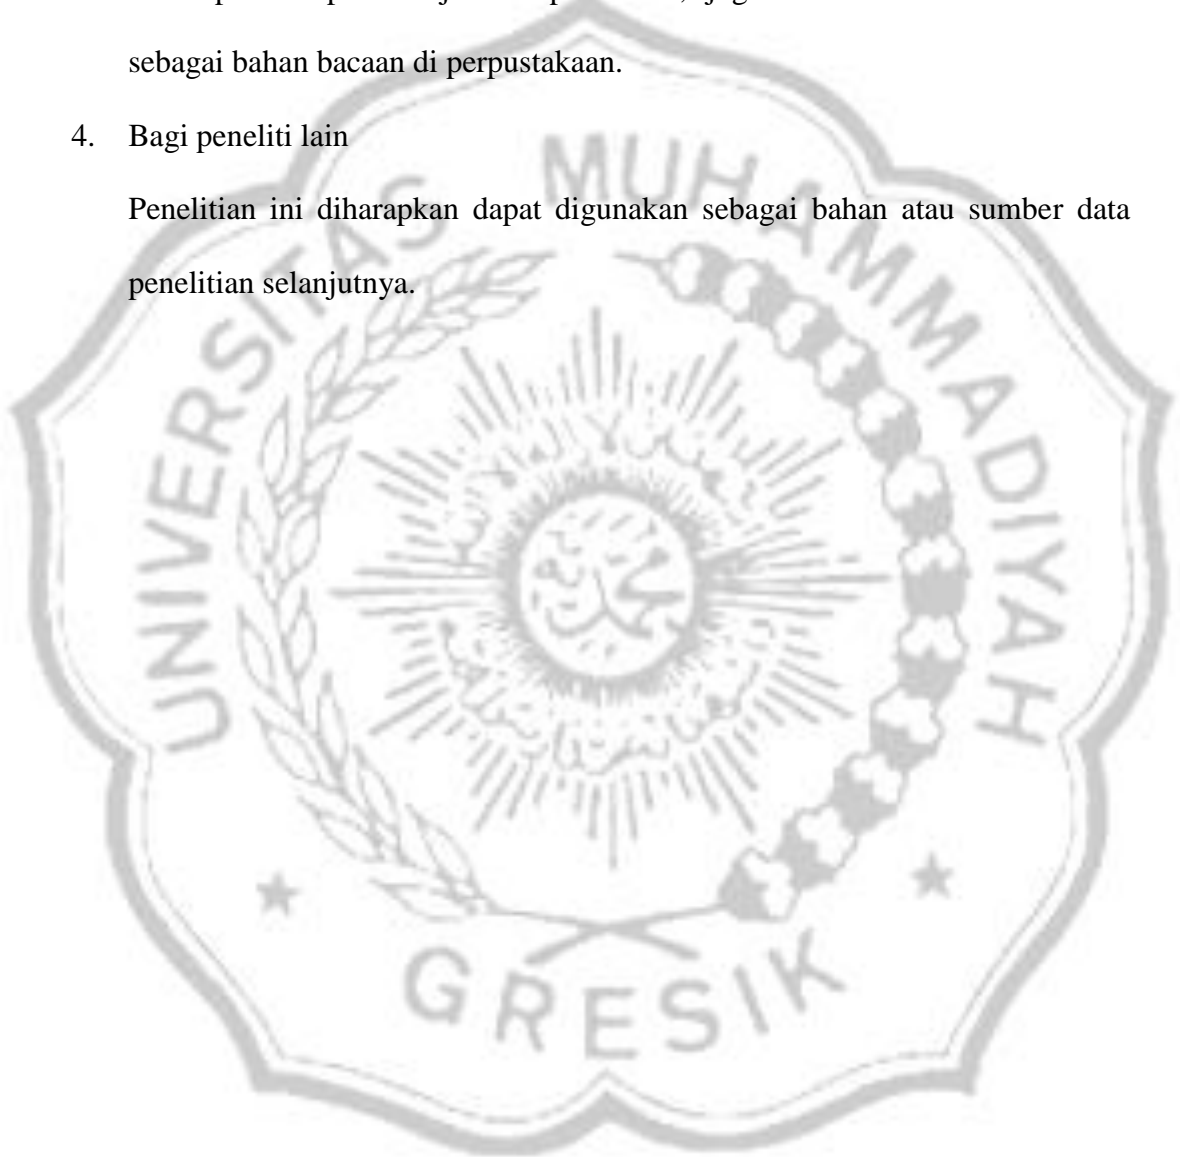 sebagai bahan bacaan di perpustakaan.
4. Bagi peneliti lain
Penelitian ini diharapkan dapat digunakan sebagai bahan atau sumber data
penelitian selanjutnya.
UNIVERSITAS MUHAMMADIYAH
GRESIK